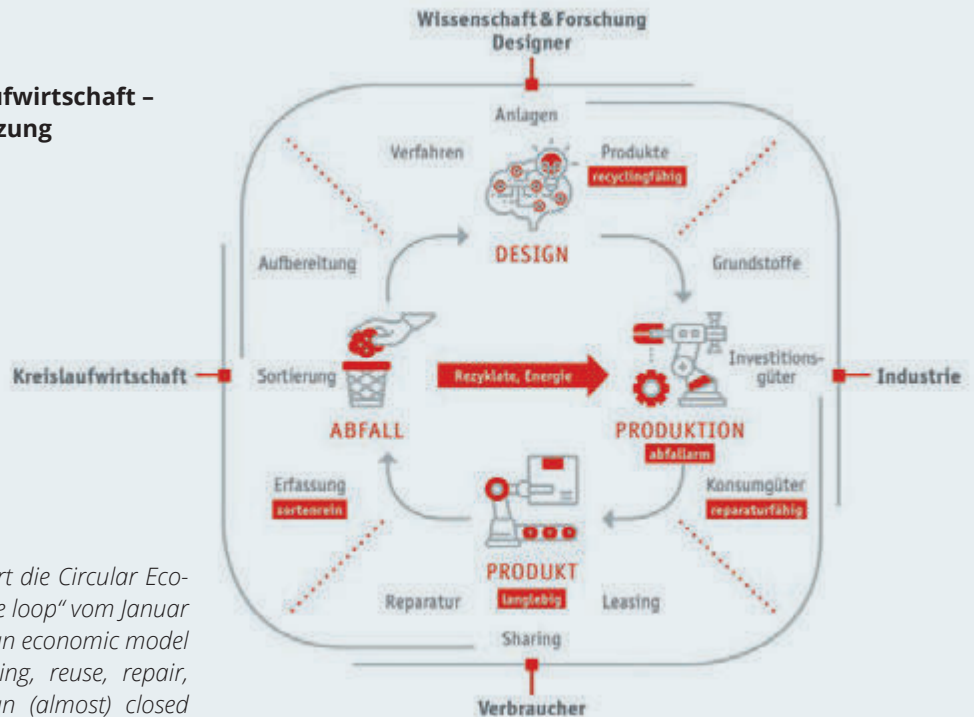 Wissenschaft & Forschung
Designer
ufwirtschaft –
zung
Anlagen
Verfahren
Produkte
recyclingfähig
DESIGN
Aufbereitung
Grundstoffe
Kreislaufwirtschaft
Sortierung
Rezyklate, Energie
Investitions-
güter
Industrie
ABFALL
PRODUKTION
abfallarm
Erfassung
sortenrein
Konsumgüter
reparaturfähig
PRODUKT
langlebig
Reparatur
Leasing
Sharing
Verbraucher
rt die Circular Eco-
e loop“ vom Januar
an economic model
ing, reuse, repair,
an (almost) closed